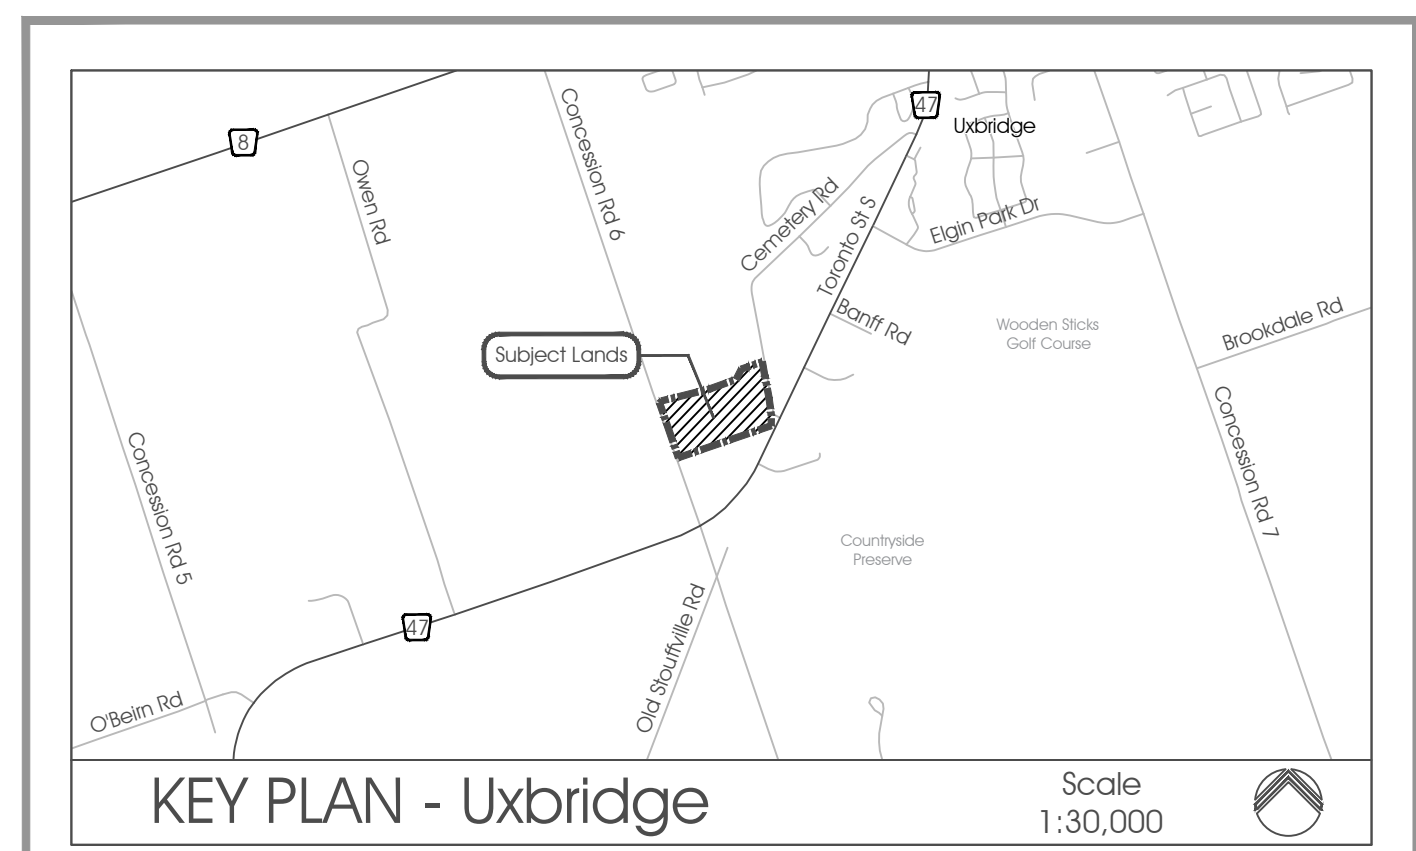 47
Uxbridge
8
Concession Rd 6
Owen Rd
Cemetery Rd
Toronto St S
Elgin Park Dr
Banff Rd
Wooden Sticks
Golf Course
Brookdale Rd
Subject Lands
Concession Rd 5
Concession Rd 7
Countryside
Preserve
47
Old Stouffville Rd
O'Beirn Rd
KEY PLAN - Uxbridge
Scale
1:30,000